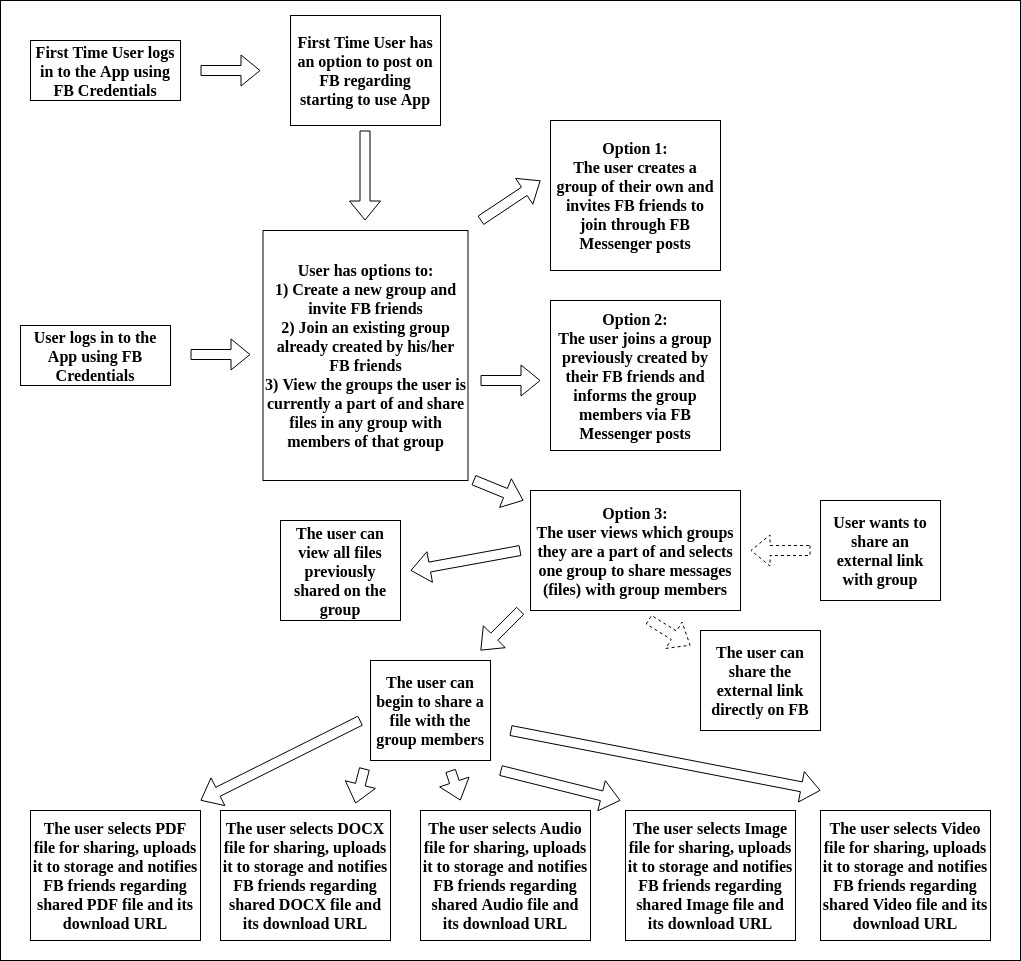 First Time User logs
in to the App using
FB Credentials
First Time User has
an option to post on
FB regarding
starting to use App
Option 1:
The user creates a
group of their own and
invites FB friends to
join through FB
Messenger posts
User has options to:
1) Create a new group and
invite FB friends
2) Join an existing group
already created by his/her
FB friends
3) View the groups the user is
currently a part of and share
files in any group with
members of that group
User logs in to the
App using FB
Credentials
Option 2:
The user joins a group
previously created by
their FB friends and
informs the group
members via FB
Messenger posts
Option 3:
The user views which groups
they are a part of and selects
one group to share messages
(files) with group members
User wants to
share an
external link
with group
The user can
view all files
previously
shared on the
group
The user can
share the
external link
directly on FB
The user can
begin to share a
file with the
group members
The user selects PDF
file for sharing, uploads
it to storage and notifies
FB friends regarding
shared PDF file and its
download URL
The user selects DOCX
file for sharing, uploads
it to storage and notifies
FB friends regarding
shared DOCX file and
its download URL
The user selects Audio
file for sharing, uploads
it to storage and notifies
FB friends regarding
shared Audio file and
its download URL
The user selects Image
file for sharing, uploads
it to storage and notifies
FB friends regarding
shared Image file and
its download URL
The user selects Video
file for sharing, uploads
it to storage and notifies
FB friends regarding
shared Video file and its
download URL